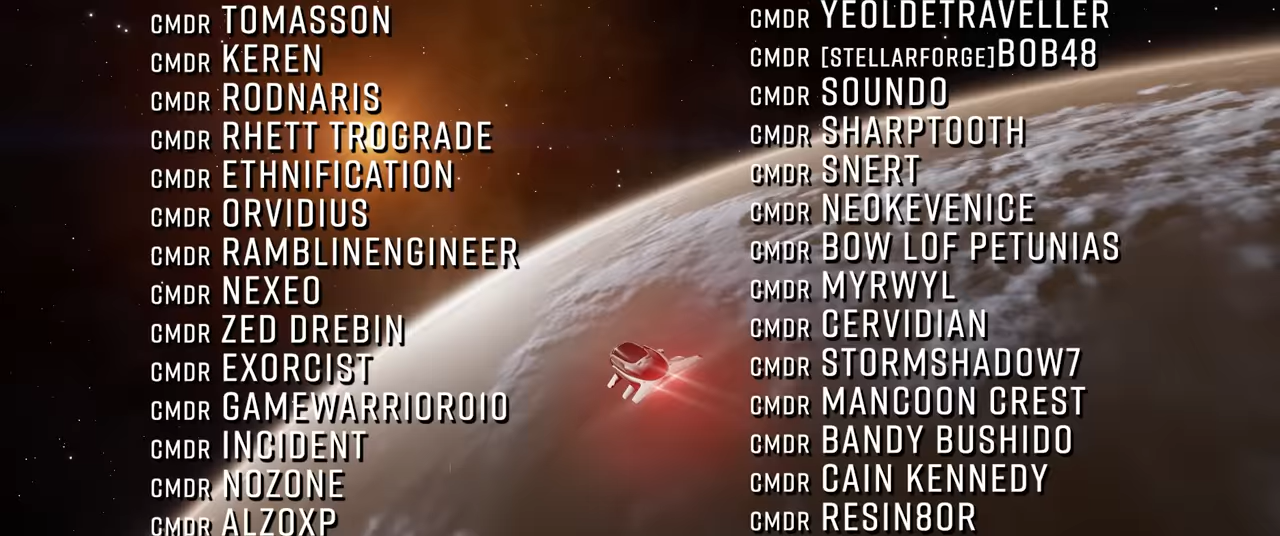 CMDR TOMASSON
CMDR KEREN
CMDR RODNARIS
CMDR RHETT TROGRADE
CMDR ETHNIFICATION
CMDR ORVIDIUS
CMDR RAMBLINENGINEER
CMDR NEXEO
CMDR ZED DREBIN
CMDR EXORCIST
CMDR GAMEWARRIOR010
CMDR INCIDENT
CMDR NOZONE
CMDR ALZOXP
CMDR YEOLDETRAVELLER
CMDR [STELLARFORGE]BOB48
CMDR SOUNDO
CMDR SHARPTOOTH
CMDR SNERT
CMDR NEOKEVENICE
CMDR BOW LOF PETUNIAS
CMDR MYRWYL
CMDR CERVIDIAN
CMDR STORMSHADOW7
CMDR MANCOON CREST
CMDR BANDY BUSHIDO
CMDR CAIN KENNEDY
CMDR RESIN8OR